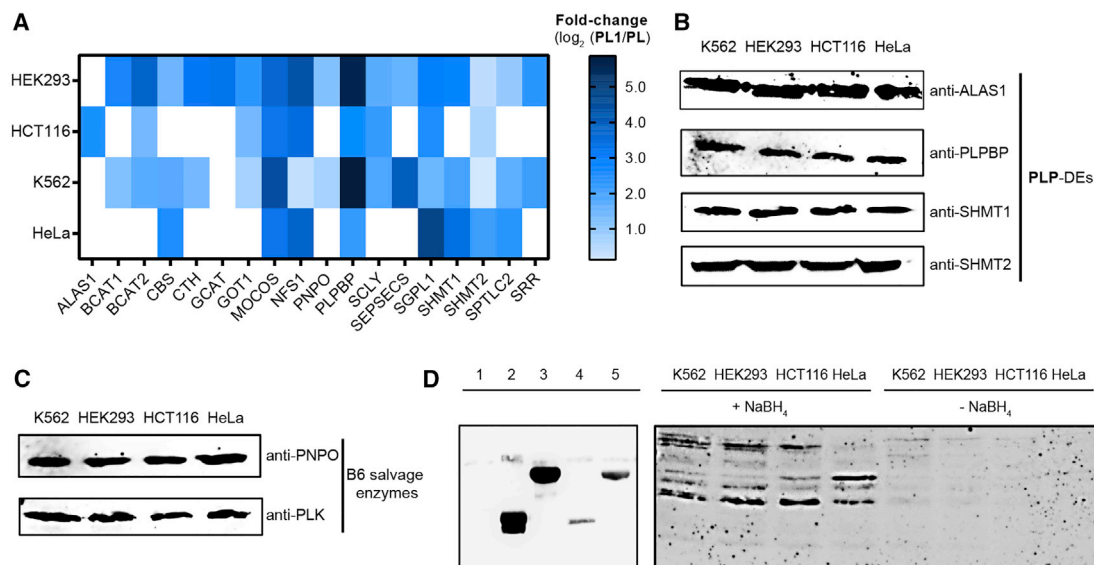 A
Fold-change
(log2 (PL1/PL)
HEK293
HCT116
K562
HeLa
5.0
4.0
3.0
2.0
1.0
ALAS1
BCAT1
BCAT2
CBS
CTH
GCAT
GOT1
MOCOS
NFS1
PNPO
PLPBP
SCLY
SEPSECS
SGPL1
SHMT1
SHMT2
SPTLC2
SRR
B
K562 HEK293 HCT116 HeLa
anti-ALAS1
anti-PLPBP
anti-SHMT1
anti-SHMT2
PLP-DEs
C
K562 HEK293 HCT116 HeLa
anti-PNPO
anti-PLK
B6 salvage
enzymes
D
1 2 3 4 5
K562 HEK293 HCT116 HeLa K562 HEK293 HCT116 HeLa
+ NaBH4 - NaBH4